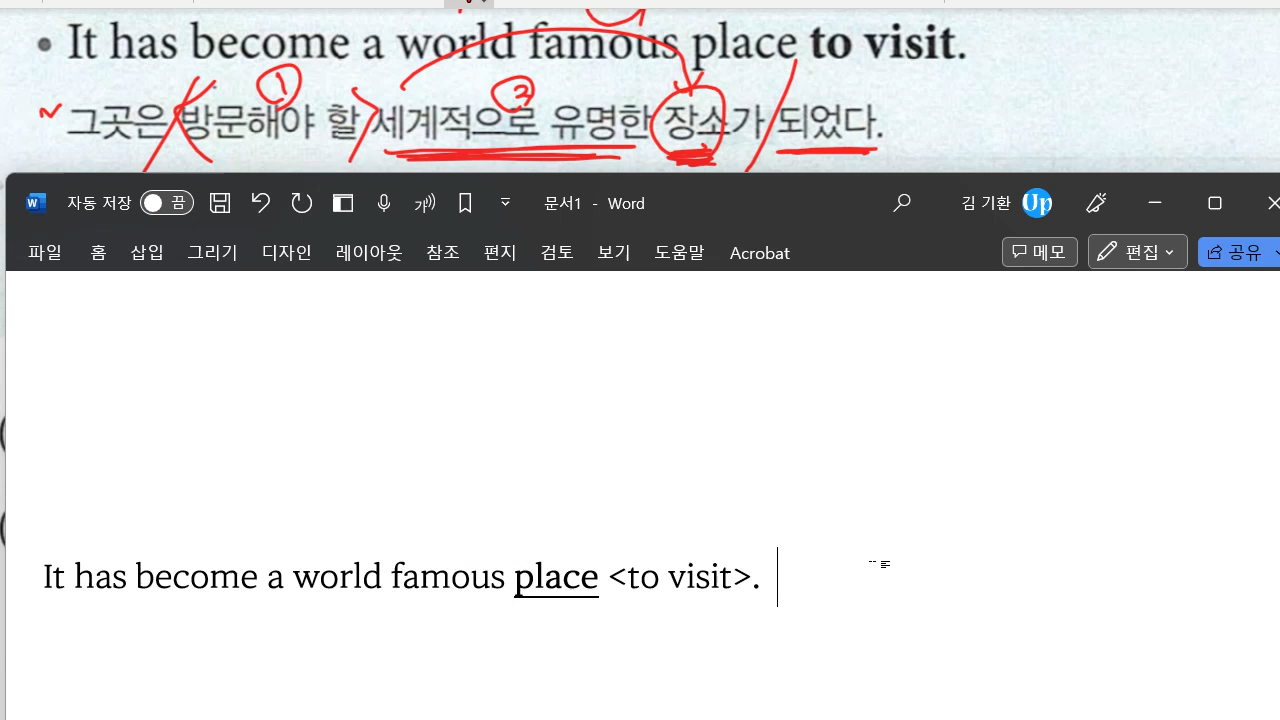 • It has become a world famous place to visit.
① ②
그곳은 방문해야 할 세계적으로 유명한 장소가 되었다.
자동 저장 끔 문서1 - Word 김 기환 Up
파일 홈 삽입 그리기 디자인 레이아웃 참조 편지 검토 보기 도움말 Acrobat 메모 편집 공유
It has become a world famous place <to visit>.